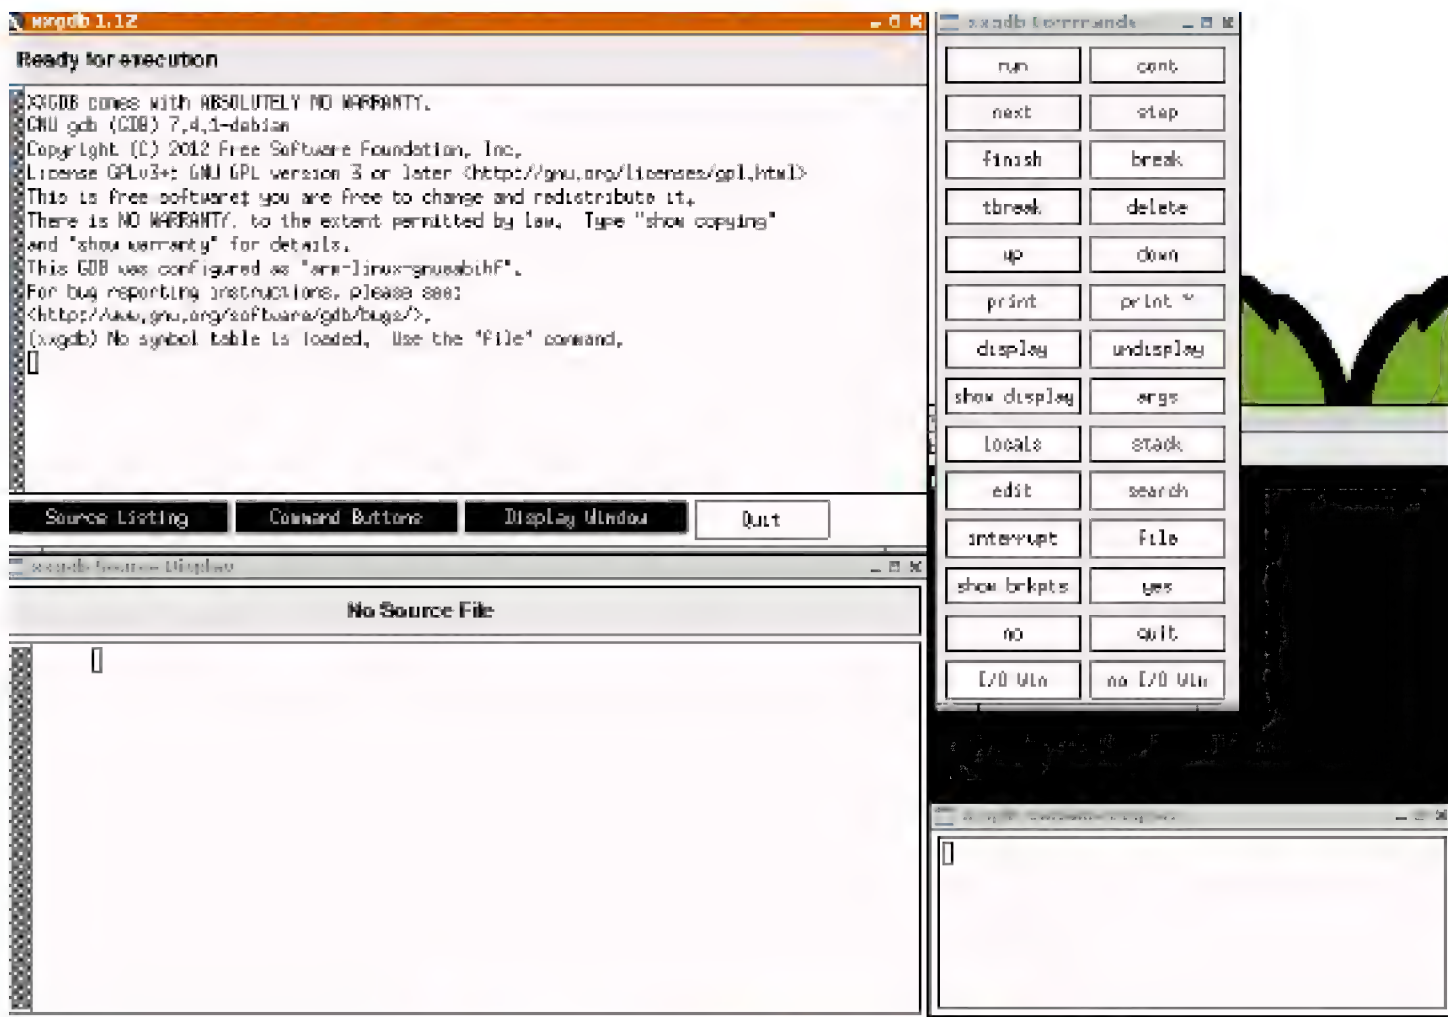 xxgdb 1.12
Ready for execution
XXGDB comes with ABSOLUTELY NO WARRANTY.
GNU gdb (GDB) 7.4.1-debian
Copyright (C) 2012 Free Software Foundation, Inc.
License GPLv3+: GNU GPL version 3 or later <http://gnu.org/licenses/gpl.html>
This is free software: you are free to change and redistribute it.
There is NO WARRANTY, to the extent permitted by law.  Type "show copying"
and "show warranty" for details.
This GDB was configured as "arm-linux-gnueabihf".
For bug reporting instructions, please see:
<http://www.gnu.org/software/gdb/bugs/>.
(xxgdb) No symbol table is loaded.  Use the "file" command.
Source Listing Command Buttons Display Window Quit
xxgdb Source Display
No Source File
xxgdb Commands
run cont
next step
finish break
tbreak delete
up down
print print *
display undisplay
show display args
locals stack
edit search
interrupt file
show brkpts yes
no quit
I/O Win no I/O Win